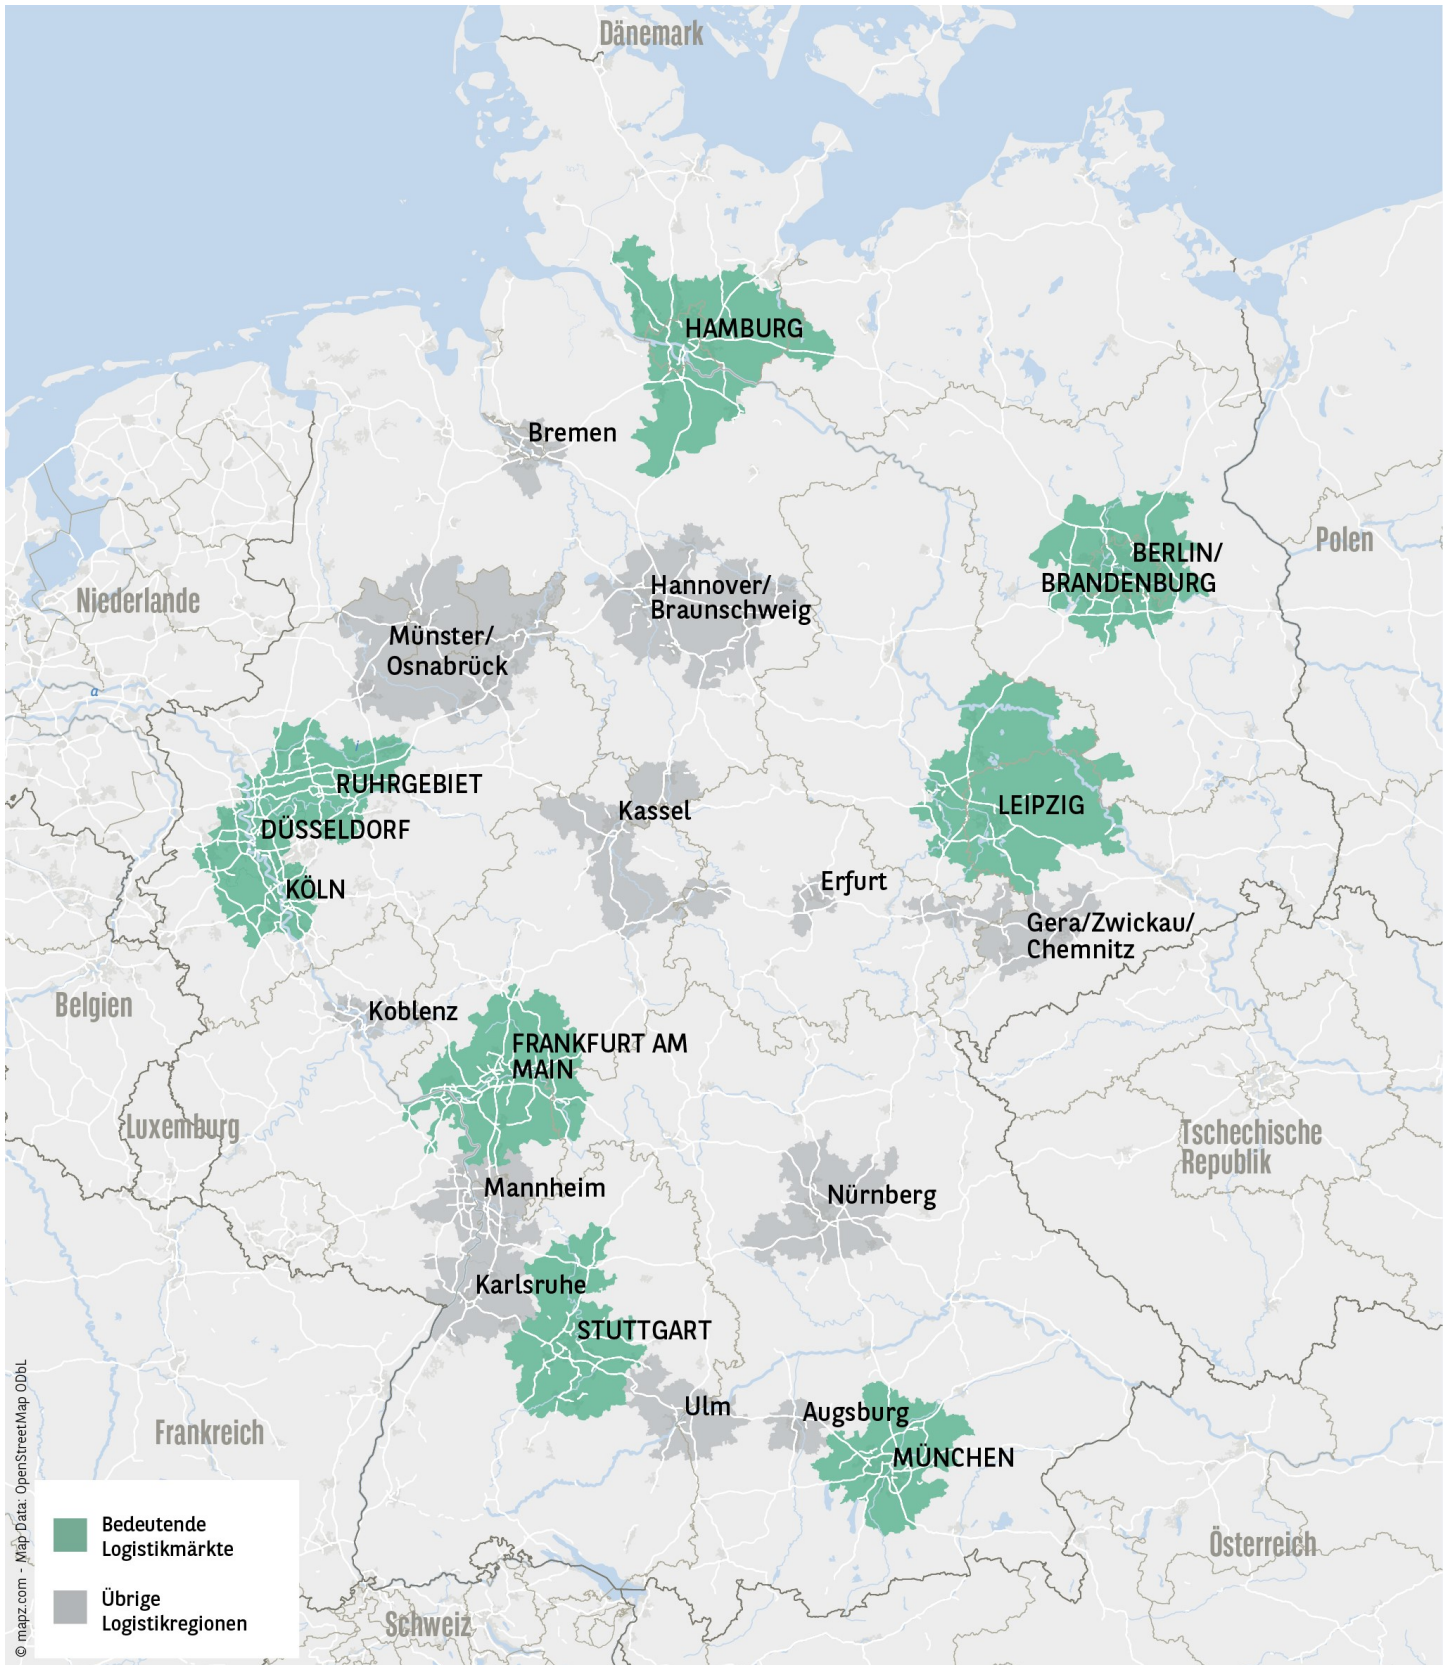 Dänemark
HAMBURG
Bremen
Polen
BERLIN/
BRANDENBURG
Hannover/
Braunschweig
Niederlande
Münster/
Osnabrück
a
i
RUHRGEBIET
DÜSSELDORF
KÖLN
Kassel
LEIPZIG
Erfurt
Gera/Zwickau/
Chemnitz
Belgien
Koblenz
FRANKFURT AM
MAIN
Luxemburg
Tschechische
Republik
Mannheim
Nürnberg
Karlsruhe
STUTTGART
Ulm
Augsburg
MÜNCHEN
Frankreich
Österreich
Schweiz
Bedeutende
Logistikmärkte
Übrige
Logistikregionen
© mapz.com - Map Data: OpenStreetMap ODbL